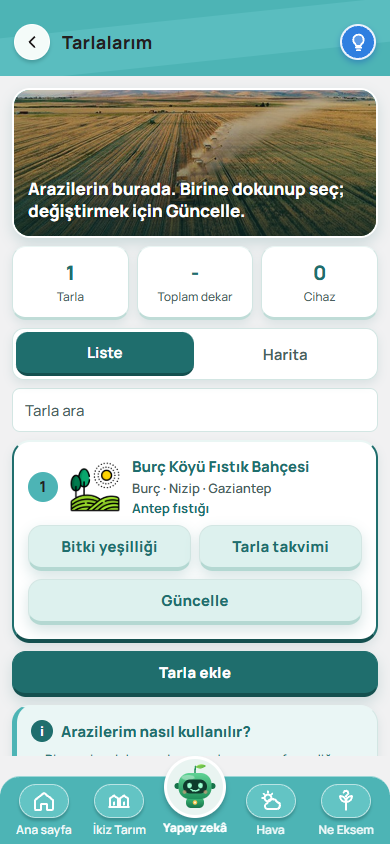 Tarlalarım
Arazilerin burada. Birine dokunup seç;
değiştirmek için Güncelle.
1
Tarla
-
Toplam dekar
0
Cihaz
Liste
Harita
Tarla ara
1
Burç Köyü Fıstık Bahçesi
Burç · Nizip · Gaziantep
Antep fıstığı
Bitki yeşilliği
Tarla takvimi
Güncelle
Tarla ekle
i
Arazilerim nasıl kullanılır?
Ana sayfa
İkiz Tarım
Yapay zekâ
Hava
Ne Eksem